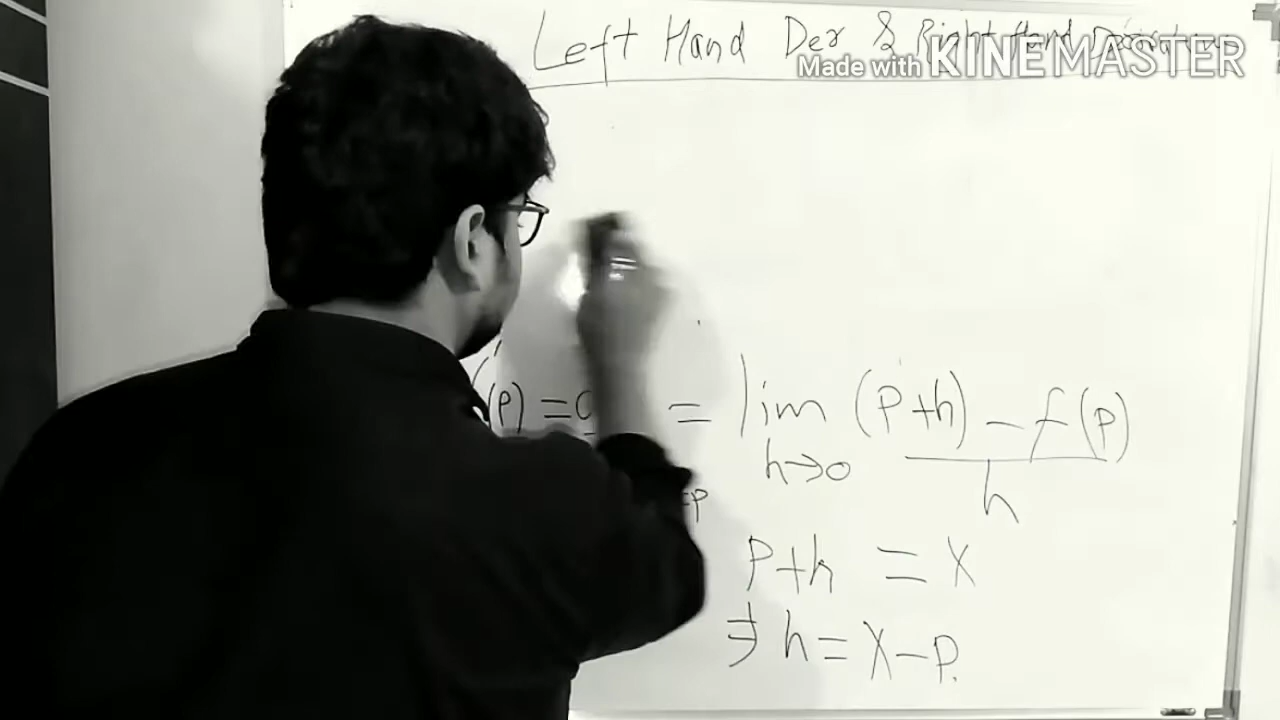 Left Hand Der & Right Hand Derivative
Made with KINEMASTER
(p) = = lim (p+h) - f(p)
h→0 h
=p
p+h = x
⇒ h = x-p.